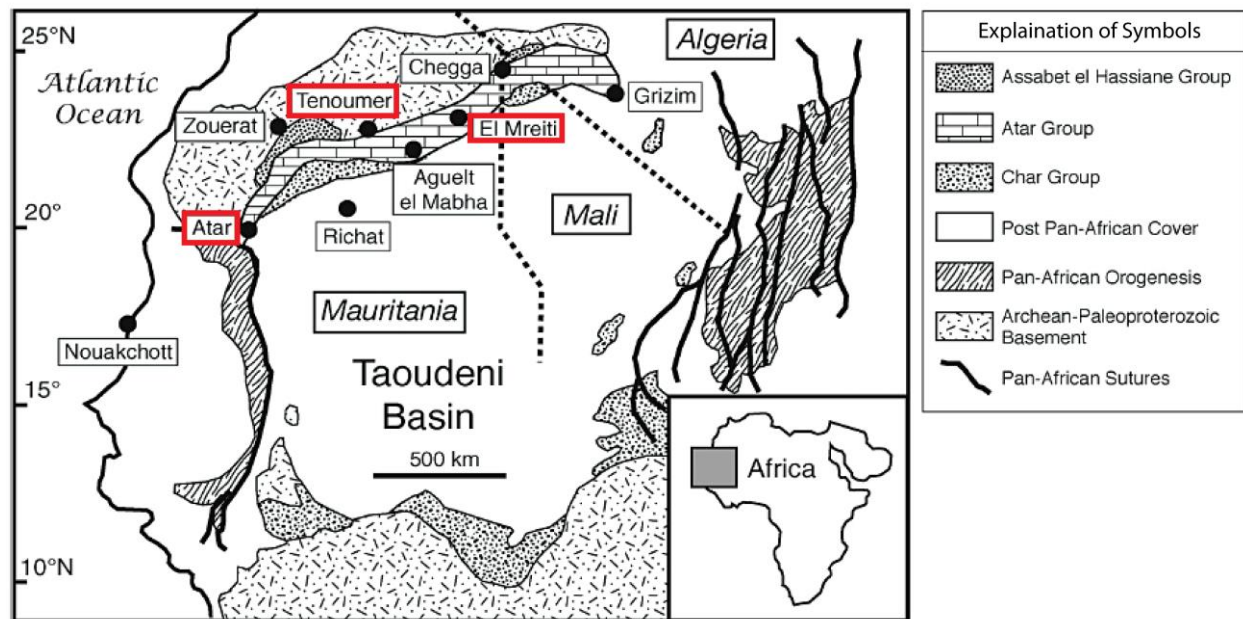 25°N
20°
15°
10°N
Atlantic
Ocean
Algeria
Chegga
Grizim
Tenoumer
Zouerat
El Mreiti
Aguelt
el Mabha
Atar
Richat
Mali
Mauritania
Nouakchott
Taoudeni
Basin
500 km
Africa
Explaination of Symbols
Assabet el Hassiane Group
Atar Group
Char Group
Post Pan-African Cover
Pan-African Orogenesis
Archean-Paleoproterozoic
Basement
Pan-African Sutures